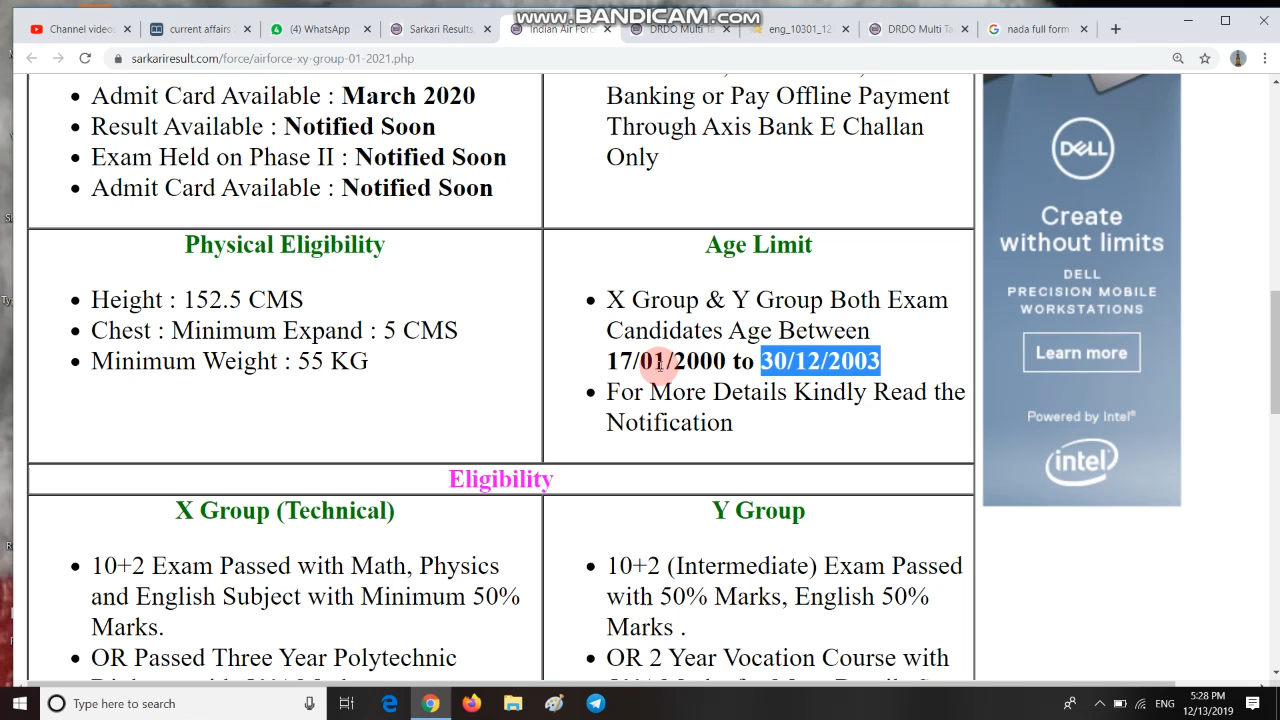 www.BANDICAM.com
Channel video
current affair
(4) WhatsApp
Sarkari Results
Indian Air For
DRDO Multi Ta
eng_10301_12
DRDO Multi Ta
nada full form
sarkariresult.com/force/airforce-xy-group-01-2021.php
Admit Card Available : March 2020
Result Available : Notified Soon
Exam Held on Phase II : Notified Soon
Admit Card Available : Notified Soon
Banking or Pay Offline Payment
Through Axis Bank E Challan
Only
Physical Eligibility
Height : 152.5 CMS
Chest : Minimum Expand : 5 CMS
Minimum Weight : 55 KG
Age Limit
X Group & Y Group Both Exam
Candidates Age Between
17/01/2000 to 30/12/2003
For More Details Kindly Read the
Notification
Eligibility
X Group (Technical)
10+2 Exam Passed with Math, Physics
and English Subject with Minimum 50%
Marks.
OR Passed Three Year Polytechnic
Y Group
10+2 (Intermediate) Exam Passed
with 50% Marks, English 50%
Marks .
OR 2 Year Vocation Course with
DELL
Create
without limits
DELL
PRECISION MOBILE
WORKSTATIONS
Learn more
Powered by Intel®
intel
Type here to search
ENG
5:28 PM
12/13/2019